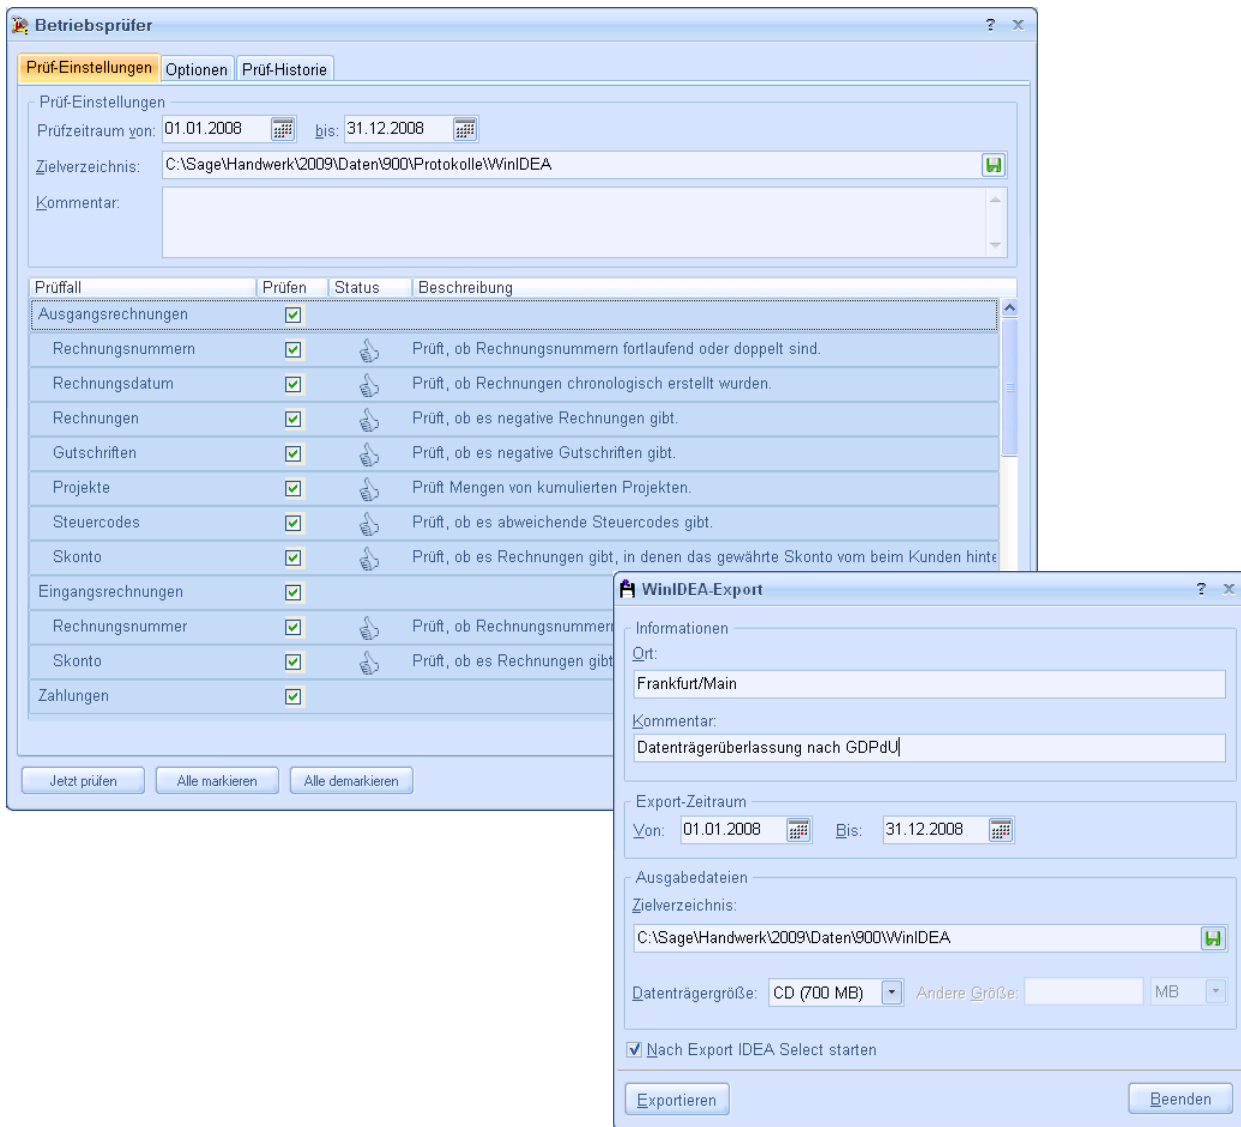 Betriebsprüfer
?
Prüf-Einstellungen Optionen Prüf-Historie
Prüf-Einstellungen
Prüfzeitraum von: 01.01.2008 bis: 31.12.2008
Zielverzeichnis: C:\Sage\Handwerk\2009\Daten\900\Protokolle\WinIDEA
Kommentar:
Prüffall Prüfen Status Beschreibung
Ausgangsrechnungen
Rechnungsnummern Prüft, ob Rechnungsnummern fortlaufend oder doppelt sind.
Rechnungsdatum Prüft, ob Rechnungen chronologisch erstellt wurden.
Rechnungen Prüft, ob es negative Rechnungen gibt.
Gutschriften Prüft, ob es negative Gutschriften gibt.
Projekte Prüft Mengen von kumulierten Projekten.
Steuercodes Prüft, ob es abweichende Steuercodes gibt.
Skonto Prüft, ob es Rechnungen gibt, in denen das gewährte Skonto vom beim Kunden hinte
Eingangsrechnungen
Rechnungsnummer Prüft, ob Rechnungsnummern
Skonto Prüft, ob es Rechnungen gibt
Zahlungen
Jetzt prüfen Alle markieren Alle demarkieren
WinIDEA-Export
?
Informationen
Ort:
Frankfurt/Main
Kommentar:
Datenträgerüberlassung nach GDPdU
Export-Zeitraum
Von: 01.01.2008 Bis: 31.12.2008
Ausgabedateien
Zielverzeichnis:
C:\Sage\Handwerk\2009\Daten\900\WinIDEA
Datenträgergröße: CD (700 MB) Andere Größe: MB
Nach Export IDEA Select starten
Exportieren Beenden